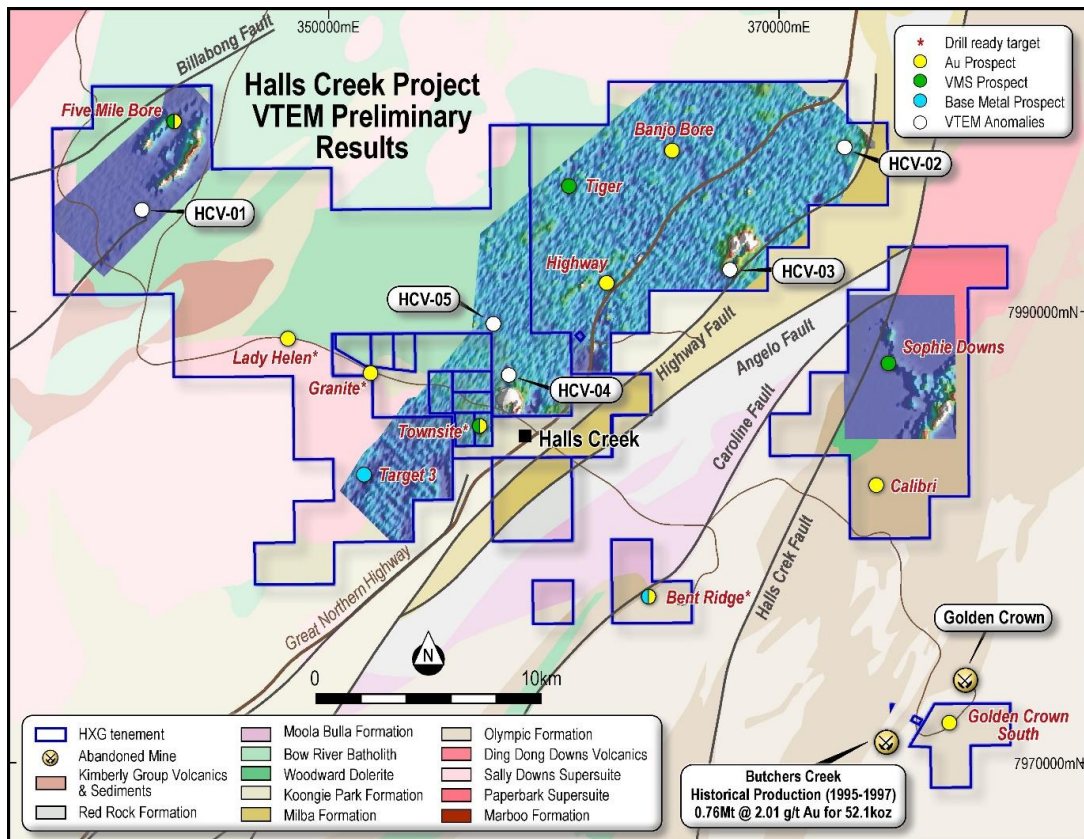 350000mE
370000mE
Billabong Fault
Halls Creek Project
VTEM Preliminary
Results
* Drill ready target
Au Prospect
VMS Prospect
Base Metal Prospect
VTEM Anomalies
Five Mile Bore
Banjo Bore
HCV-02
Tiger
HCV-01
Highway
HCV-03
HCV-05
7990000mN
Highway Fault
Angelo Fault
Lady Helen*
Sophie Downs
Granite*
HCV-04
Caroline Fault
Townsite*
Halls Creek
Target 3
Calibri
Great Northern Highway
Halls Crek Fault
Bent Ridge*
Golden Crown
N
0
10km
Golden Crown
South
7970000mN
Butchers Creek
Historical Production (1995-1997)
0.76Mt @ 2.01 g/t Au for 52.1koz
HXG tenement
Abandoned Mine
Kimberly Group Volcanics
& Sediments
Red Rock Formation
Moola Bulla Formation
Bow River Batholith
Woodward Dolerite
Koongie Park Formation
Milba Formation
Olympic Formation
Ding Dong Downs Volcanics
Sally Downs Supersuite
Paperbark Supersuite
Marboo Formation